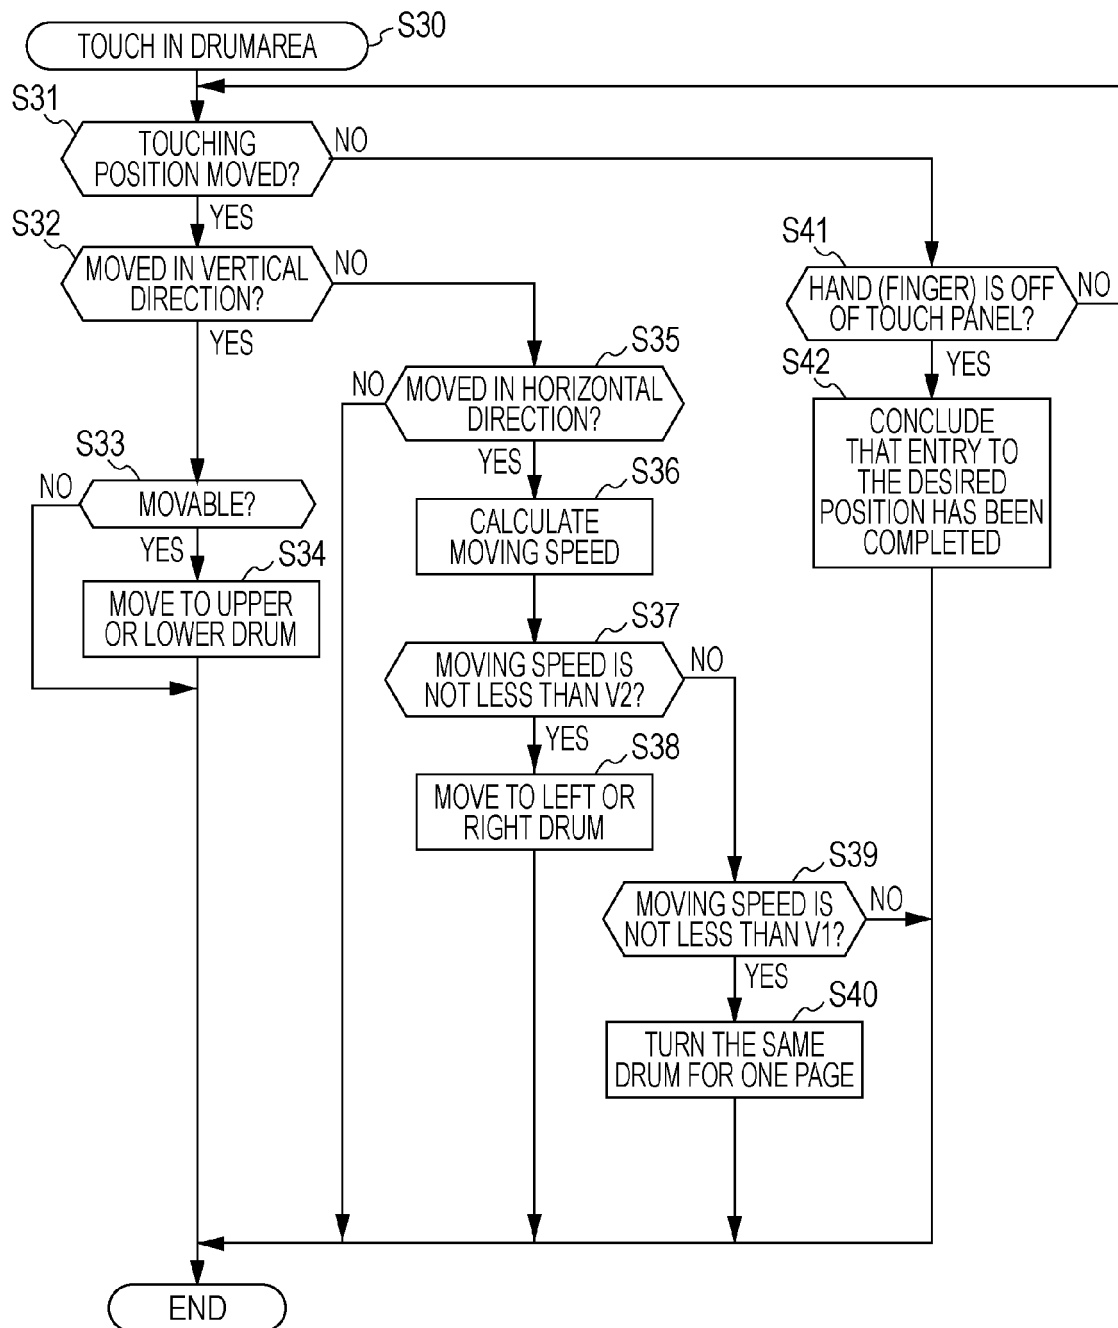 TOUCH IN DRUMAREA
S30
S31
TOUCHING
POSITION MOVED?
NO
YES
S32
MOVED IN VERTICAL
DIRECTION?
NO
YES
S41
HAND (FINGER) IS OFF
OF TOUCH PANEL?
NO
YES
S42
CONCLUDE
THAT ENTRY TO
THE DESIRED
POSITION HAS BEEN
COMPLETED
S35
NO
MOVED IN HORIZONTAL
DIRECTION?
YES
S33
NO
MOVABLE?
YES
S34
MOVE TO UPPER
OR LOWER DRUM
S36
CALCULATE
MOVING SPEED
S37
MOVING SPEED IS
NOT LESS THAN V2?
NO
YES
S38
MOVE TO LEFT OR
RIGHT DRUM
S39
MOVING SPEED IS
NOT LESS THAN V1?
NO
YES
S40
TURN THE SAME
DRUM FOR ONE PAGE
END